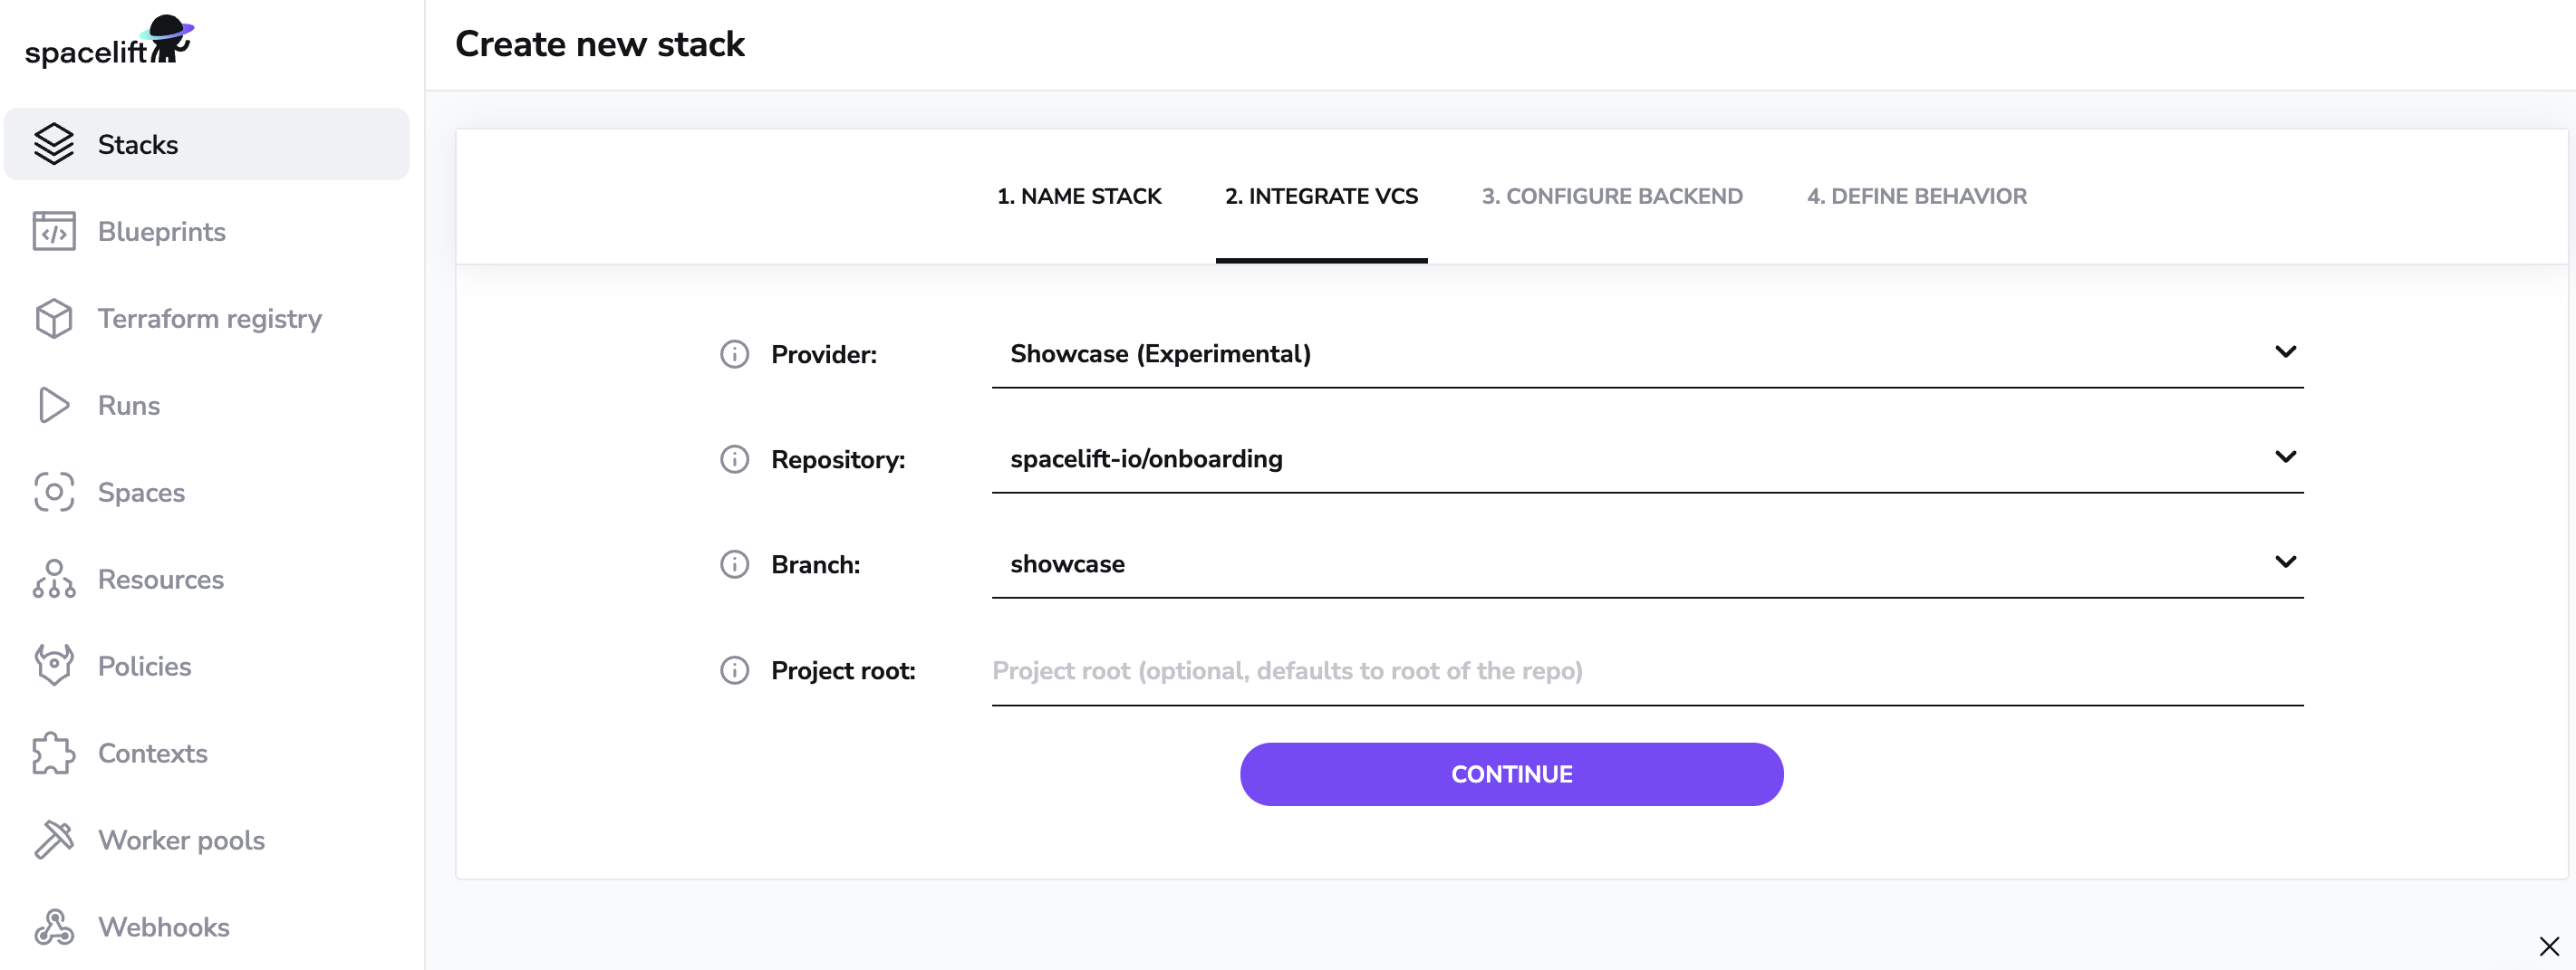 spacelift
Create new stack
Stacks
Blueprints
Terraform registry
Runs
Spaces
Resources
Policies
Contexts
Worker pools
Webhooks
1. NAME STACK
2. INTEGRATE VCS
3. CONFIGURE BACKEND
4. DEFINE BEHAVIOR
Provider: Showcase (Experimental)
Repository: spacelift-io/onboarding
Branch: showcase
Project root: Project root (optional, defaults to root of the repo)
CONTINUE